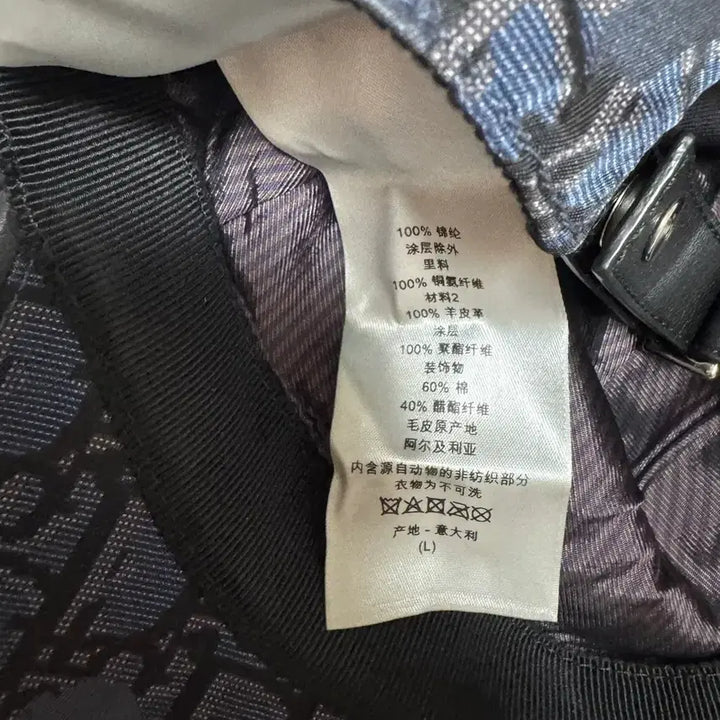 100% 锦纶
涂层除外
里料
100% 铜氨纤维
材料2
100% 羊皮革
涂层
100% 聚酯纤维
装饰物
60% 棉
40% 醋酯纤维
毛皮原产地
阿尔及利亚
内含源自动物的非纺织部分
衣物为不可洗
产地 - 意大利
(L)